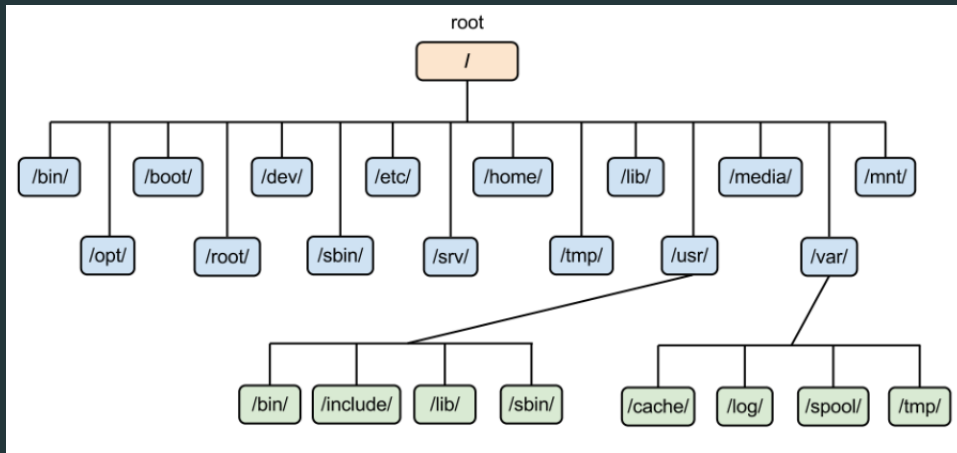 root
/
/bin/ /boot/ /dev/ /etc/ /home/ /lib/ /media/ /mnt/
/opt/ /root/ /sbin/ /srv/ /tmp/ /usr/ /var/
/bin/ /include/ /lib/ /sbin/ /cache/ /log/ /spool/ /tmp/